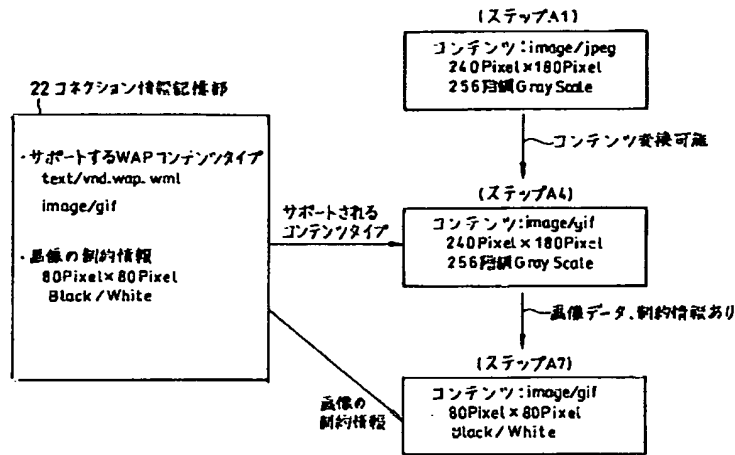 22 コネクション情報記憶部
・サポートするWAPコンテンツタイプ
text/vnd.wap.wml
image/gif
・画像の制約情報
80Pixel×80Pixel
Black/White
サポートされる
コンテンツタイプ
画像の
制約情報
(ステップA1)
コンテンツ:image/jpeg
240Pixel×180Pixel
256階調Gray Scale
コンテンツ変換可能
(ステップA4)
コンテンツ:image/gif
240Pixel×180Pixel
256階調Gray Scale
画像データ、制約情報あり
(ステップA7)
コンテンツ:image/gif
80Pixel×80Pixel
Black/White